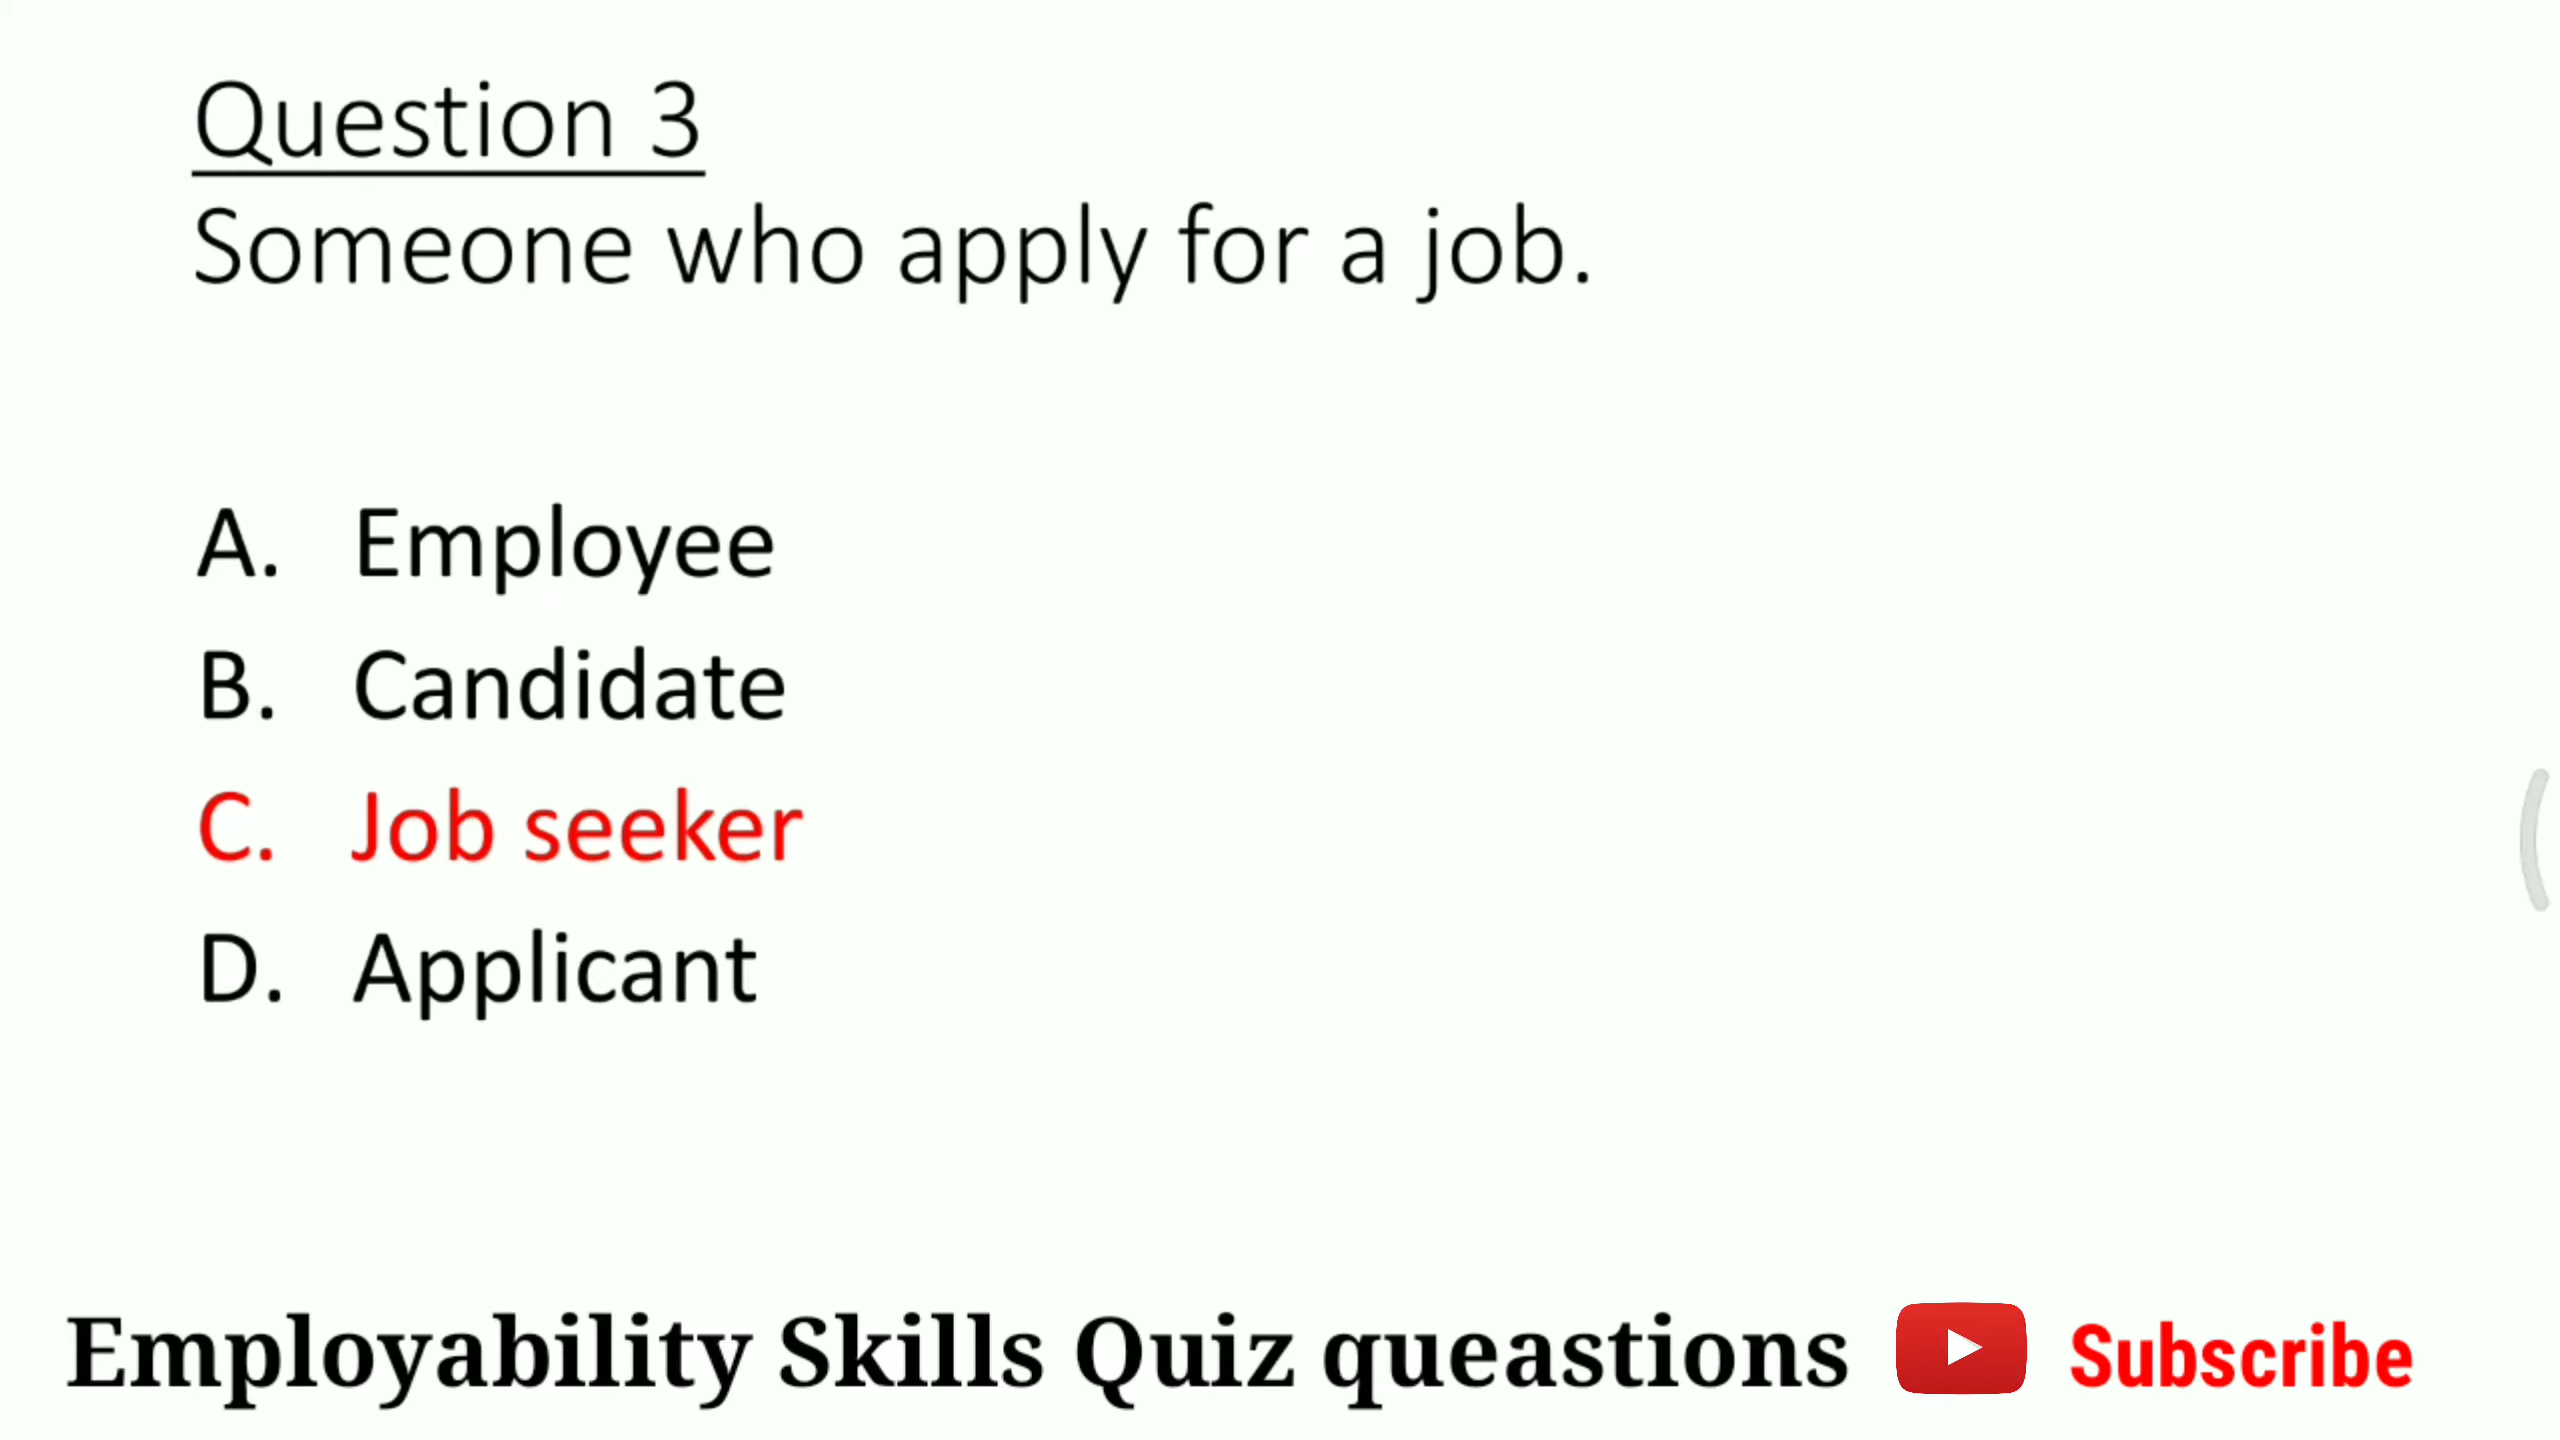 Question 3
Someone who apply for a job.
A. Employee
B. Candidate
C. Job seeker
D. Applicant
Employability Skills Quiz queastions Subscribe